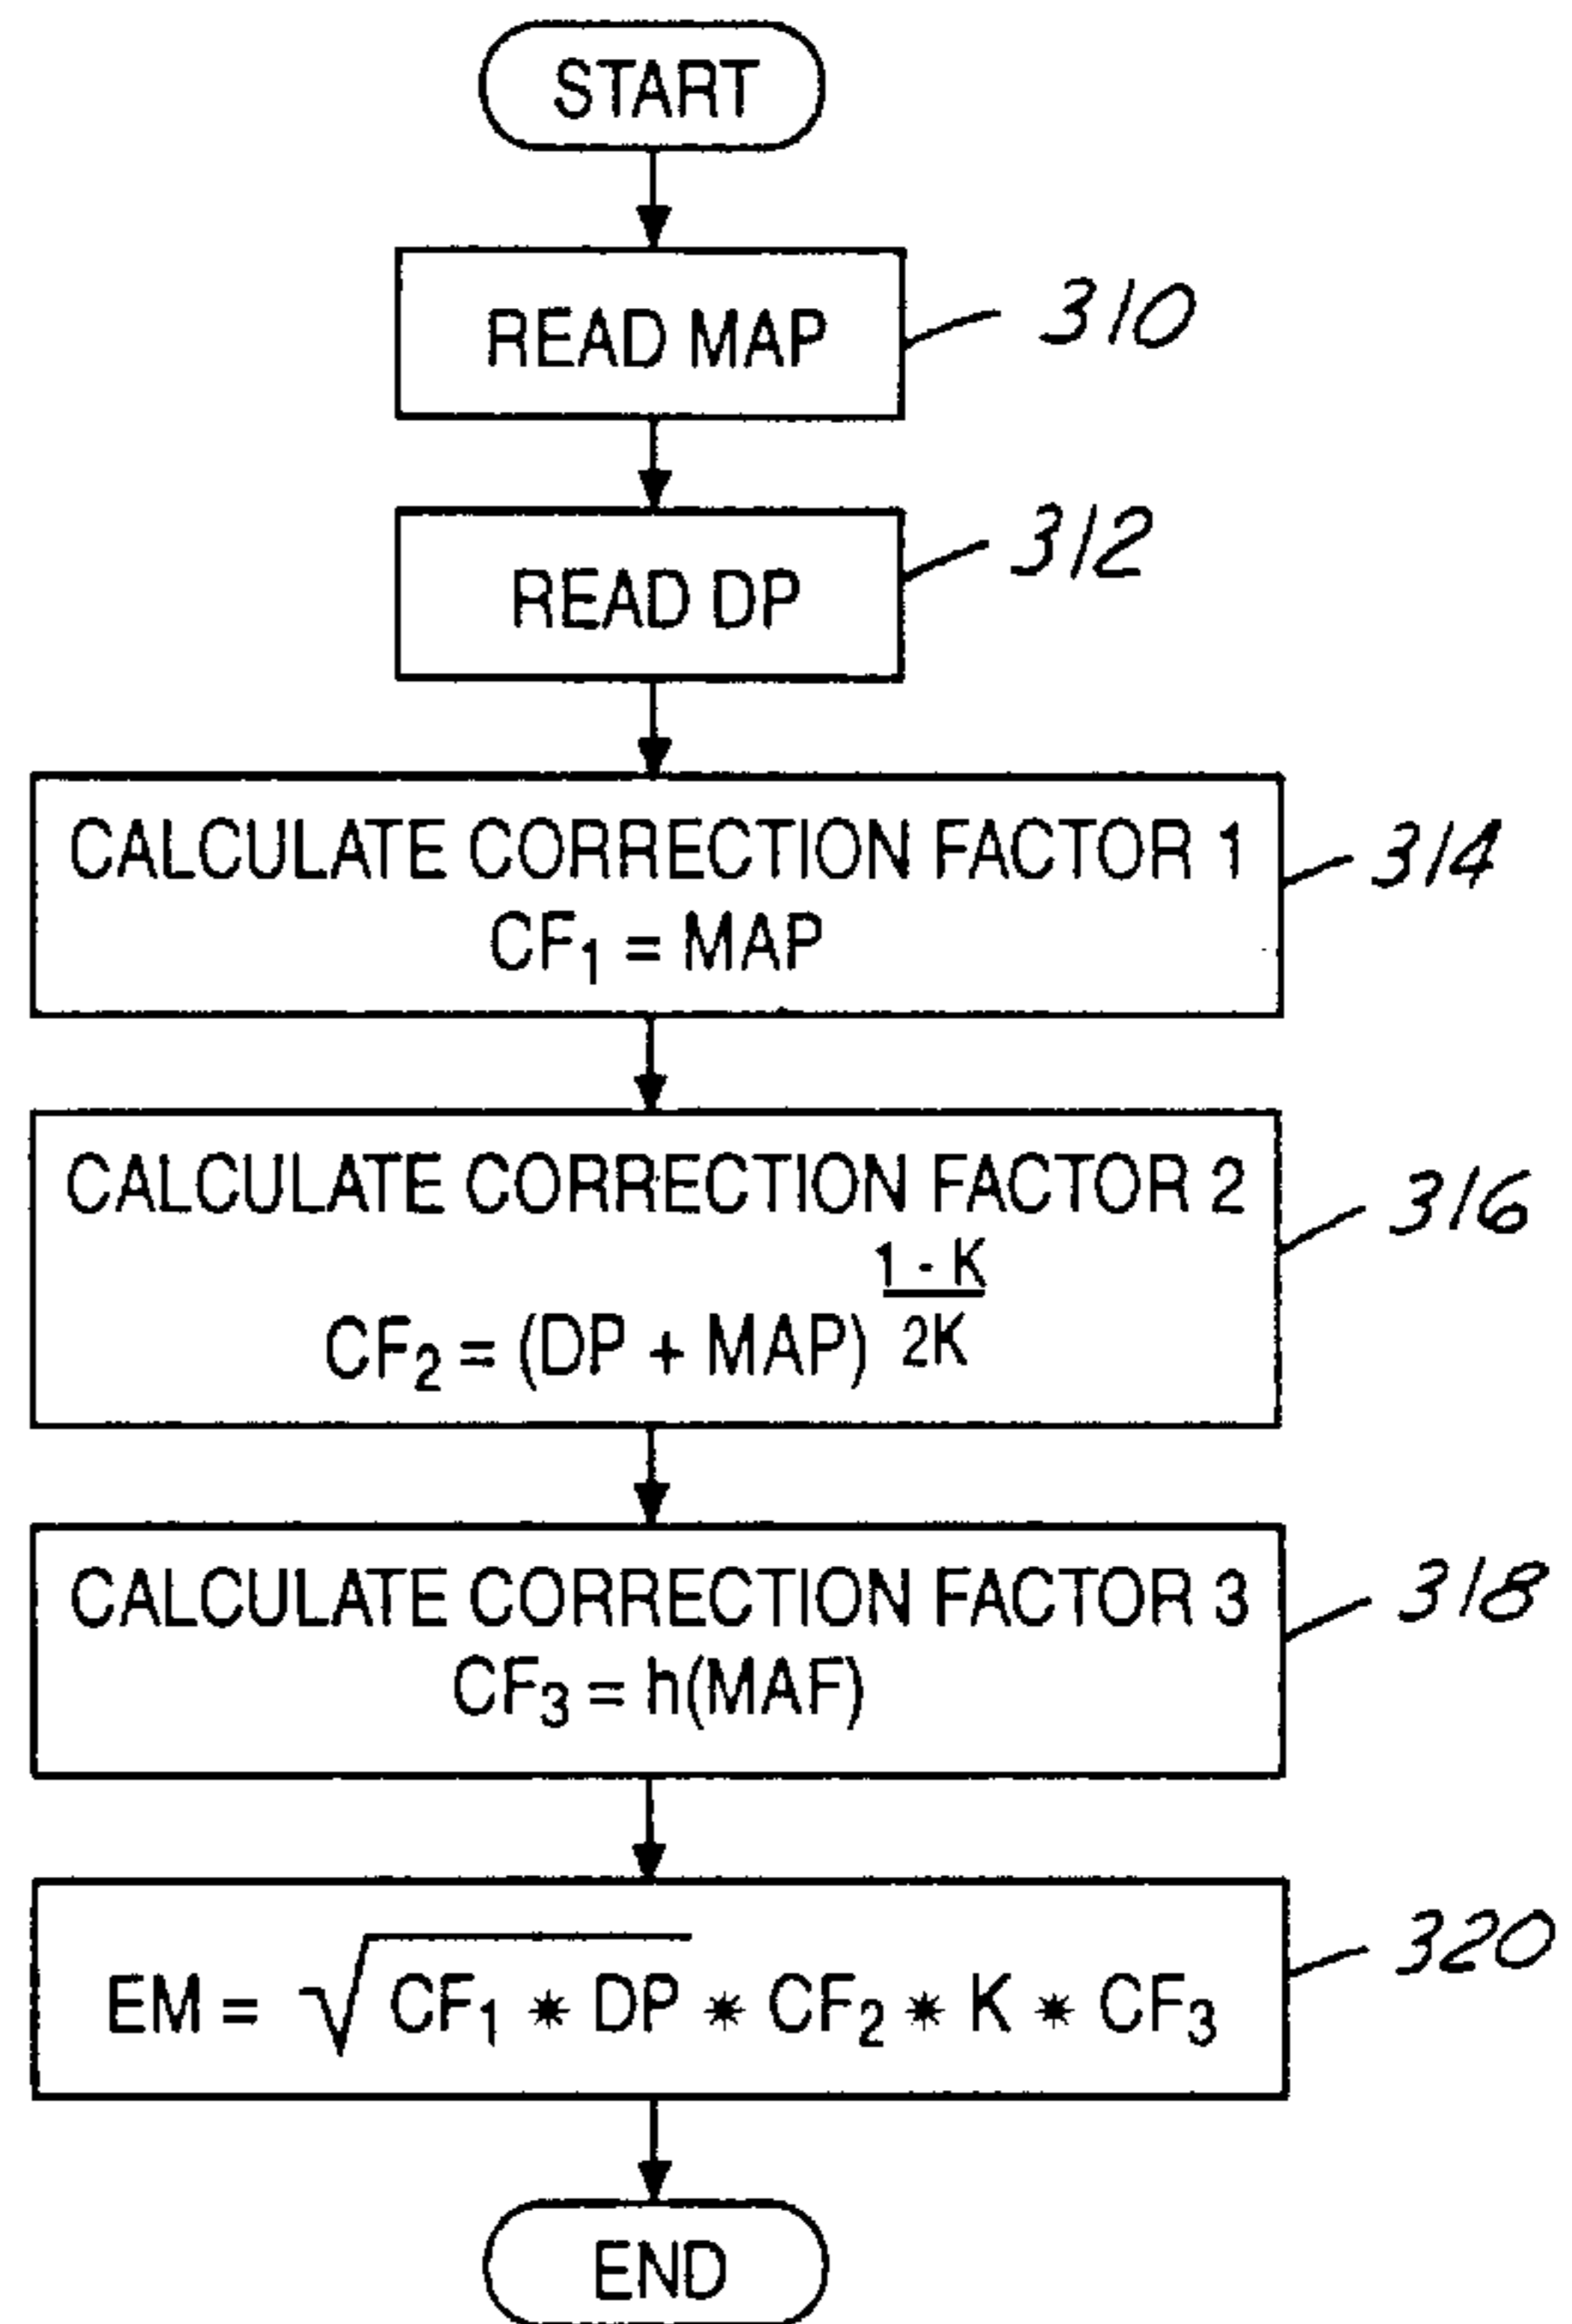 START
READ MAP
310
READ DP
312
CALCULATE CORRECTION FACTOR 1
CF₁ = MAP
314
CALCULATE CORRECTION FACTOR 2
CF₂ = (DP + MAP)^((1 - K)/(2K))
316
CALCULATE CORRECTION FACTOR 3
CF₃ = h(MAF)
318
EM = √(CF₁ * DP) * CF₂ * K * CF₃
320
END